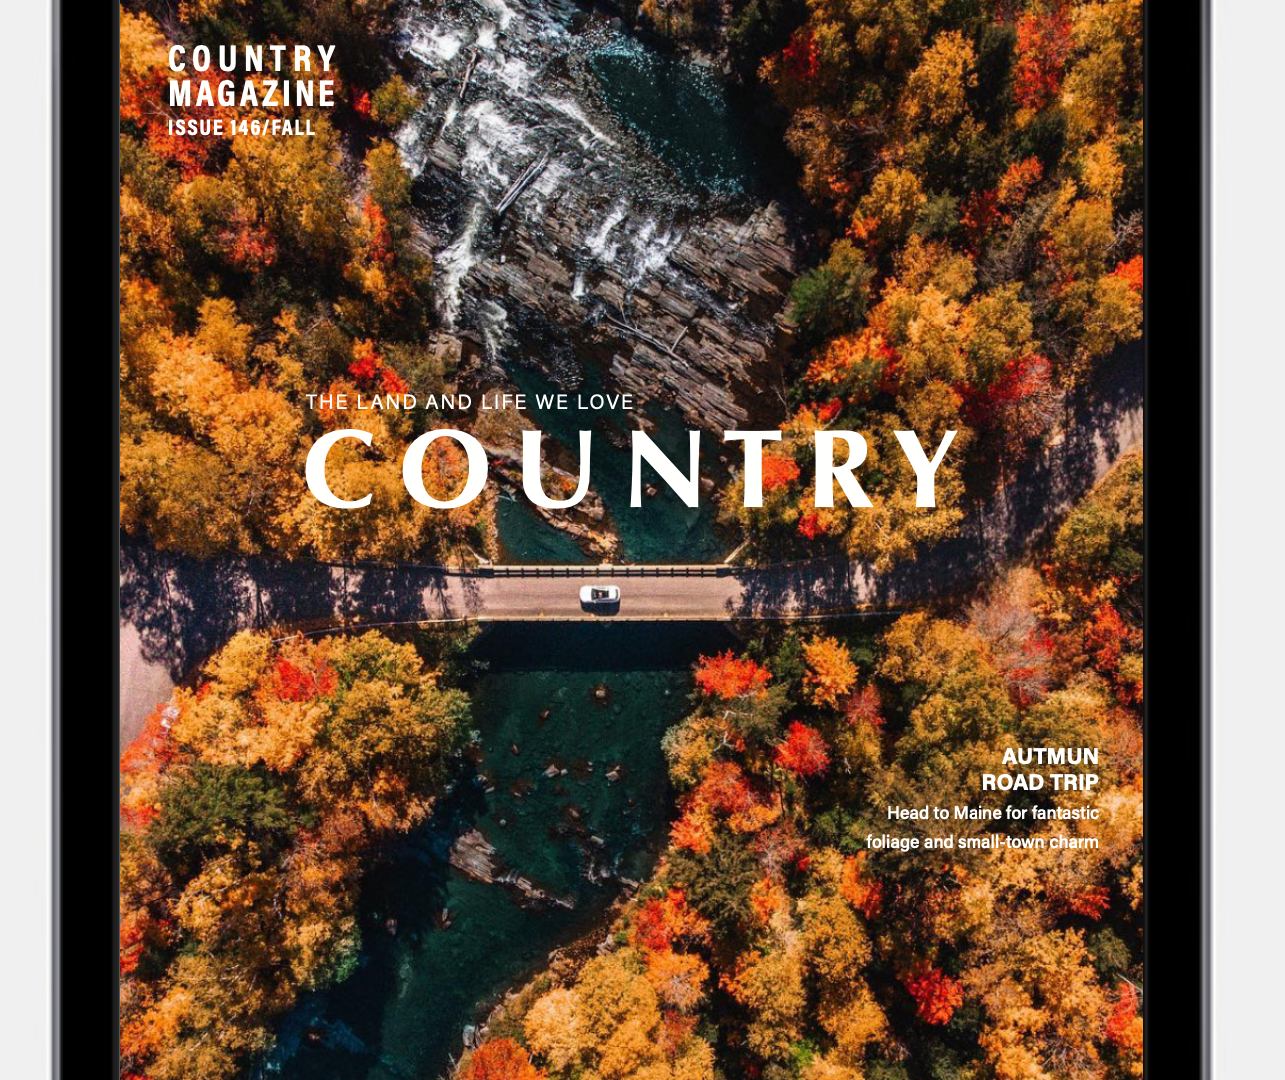 COUNTRY
MAGAZINE
ISSUE 146/FALL
THE LAND AND LIFE WE LOVE
COUNTRY
AUTMUN
ROAD TRIP
Head to Maine for fantastic
foliage and small-town charm